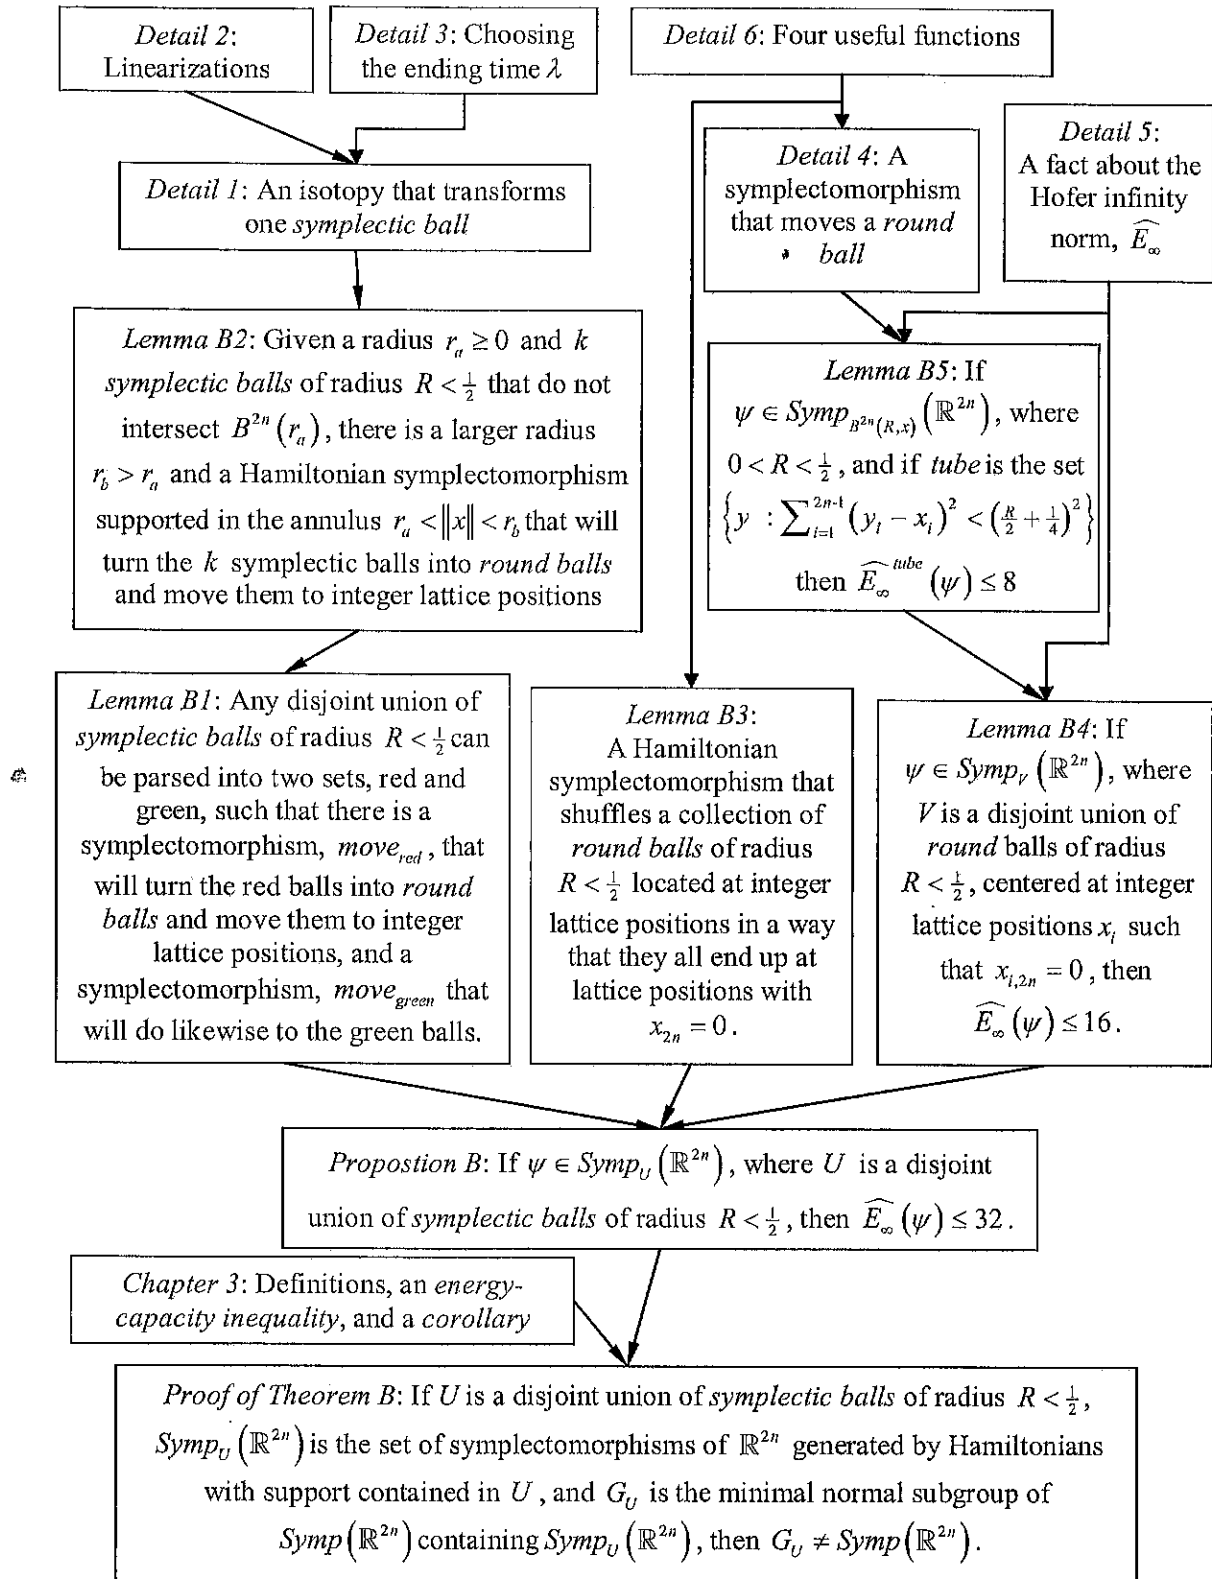 Detail 2:
Linearizations
Detail 3: Choosing
the ending time λ
Detail 6: Four useful functions
Detail 5:
A fact about the
Hofer infinity
norm, \widehat{E_∞}
Detail 4: A
symplectomorphism
that moves a round
ball
Detail 1: An isotopy that transforms
one symplectic ball
Lemma B2: Given a radius r_a ≥ 0 and k
symplectic balls of radius R < 1/2 that do not
intersect B^{2n}(r_a), there is a larger radius
r_b > r_a and a Hamiltonian symplectomorphism
supported in the annulus r_a < ‖x‖ < r_b that will
turn the k symplectic balls into round balls
and move them to integer lattice positions
Lemma B5: If
ψ ∈ Symp_{B^{2n}(R,x)}(ℝ^{2n}), where
0 < R < 1/2, and if tube is the set
{y : ∑_{i=1}^{2n-1}(y_i − x_i)^2 < (R/2 + 1/4)^2}
then \widehat{E_∞}^{tube}(ψ) ≤ 8
Lemma B1: Any disjoint union of
symplectic balls of radius R < 1/2 can
be parsed into two sets, red and
green, such that there is a
symplectomorphism, move_{red}, that
will turn the red balls into round
balls and move them to integer
lattice positions, and a
symplectomorphism, move_{green} that
will do likewise to the green balls.
Lemma B3:
A Hamiltonian
symplectomorphism that
shuffles a collection of
round balls of radius
R < 1/2 located at integer
lattice positions in a way
that they all end up at
lattice positions with
x_{2n} = 0.
Lemma B4: If
ψ ∈ Symp_V(ℝ^{2n}), where
V is a disjoint union of
round balls of radius
R < 1/2, centered at integer
lattice positions x_i such
that x_{i,2n} = 0, then
\widehat{E_∞}(ψ) ≤ 16.
Propostion B: If ψ ∈ Symp_U(ℝ^{2n}), where U is a disjoint
union of symplectic balls of radius R < 1/2, then \widehat{E_∞}(ψ) ≤ 32.
Chapter 3: Definitions, an energy-
capacity inequality, and a corollary
Proof of Theorem B: If U is a disjoint union of symplectic balls of radius R < 1/2,
Symp_U(ℝ^{2n}) is the set of symplectomorphisms of ℝ^{2n} generated by Hamiltonians
with support contained in U, and G_U is the minimal normal subgroup of
Symp(ℝ^{2n}) containing Symp_U(ℝ^{2n}), then G_U ≠ Symp(ℝ^{2n}).